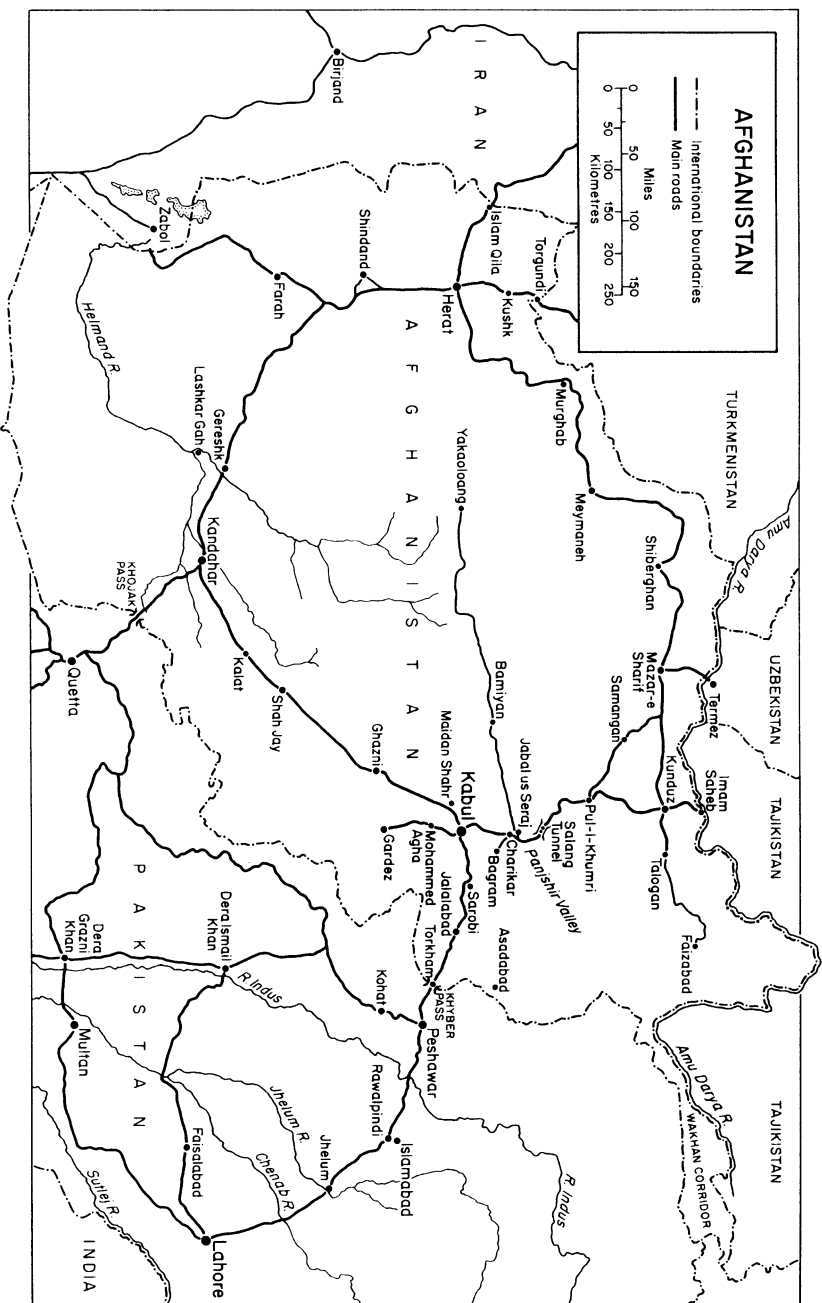 AFGHANISTAN
International boundaries
Main roads
Miles
0 50 100 150
0 50 100 150 200 250
Kilometres
IRAN
TURKMENISTAN
UZBEKISTAN
TAJIKISTAN
TAJIKISTAN
Amu Darya R.
Termez
Imam
Saheb
Torgundi
Kushk
Islam Qila
Herat
Murghab
Meymaneh
Shiberghan
Mazar-e
Sharif
Samangan
Kunduz
Talogan
Faizabad
Amu Darya R.
WAKHAN CORRIDOR
Pul-I-Khumri
Salang
Tunnel
Panjshir Valley
Birjand
Shindand
Farah
Zabol
Yakaoloang
Bamiyan
Jabal us Seraj
Charikar
Bagram
Asadabad
AFGHANISTAN
Maidan Shahr
Kabul
Sarobi
Jalalabad
Torkham
KHYBER
PASS
Peshawar
Mohammed
Agha
Gardez
Ghazni
Kohat
Rawalpindi
Islamabad
R. Indus
Helmand R.
Lashkar Gah
Gereshk
Kandahar
Kalat
Shah Jay
KHOJAK
PASS
Quetta
Dera Ismail
Khan
R Indus
Jhelum R.
Jhelum
Chenab R.
Dera
Grazni
Khan
PAKISTAN
Multan
Faisalabad
Lahore
Sutlej R.
INDIA